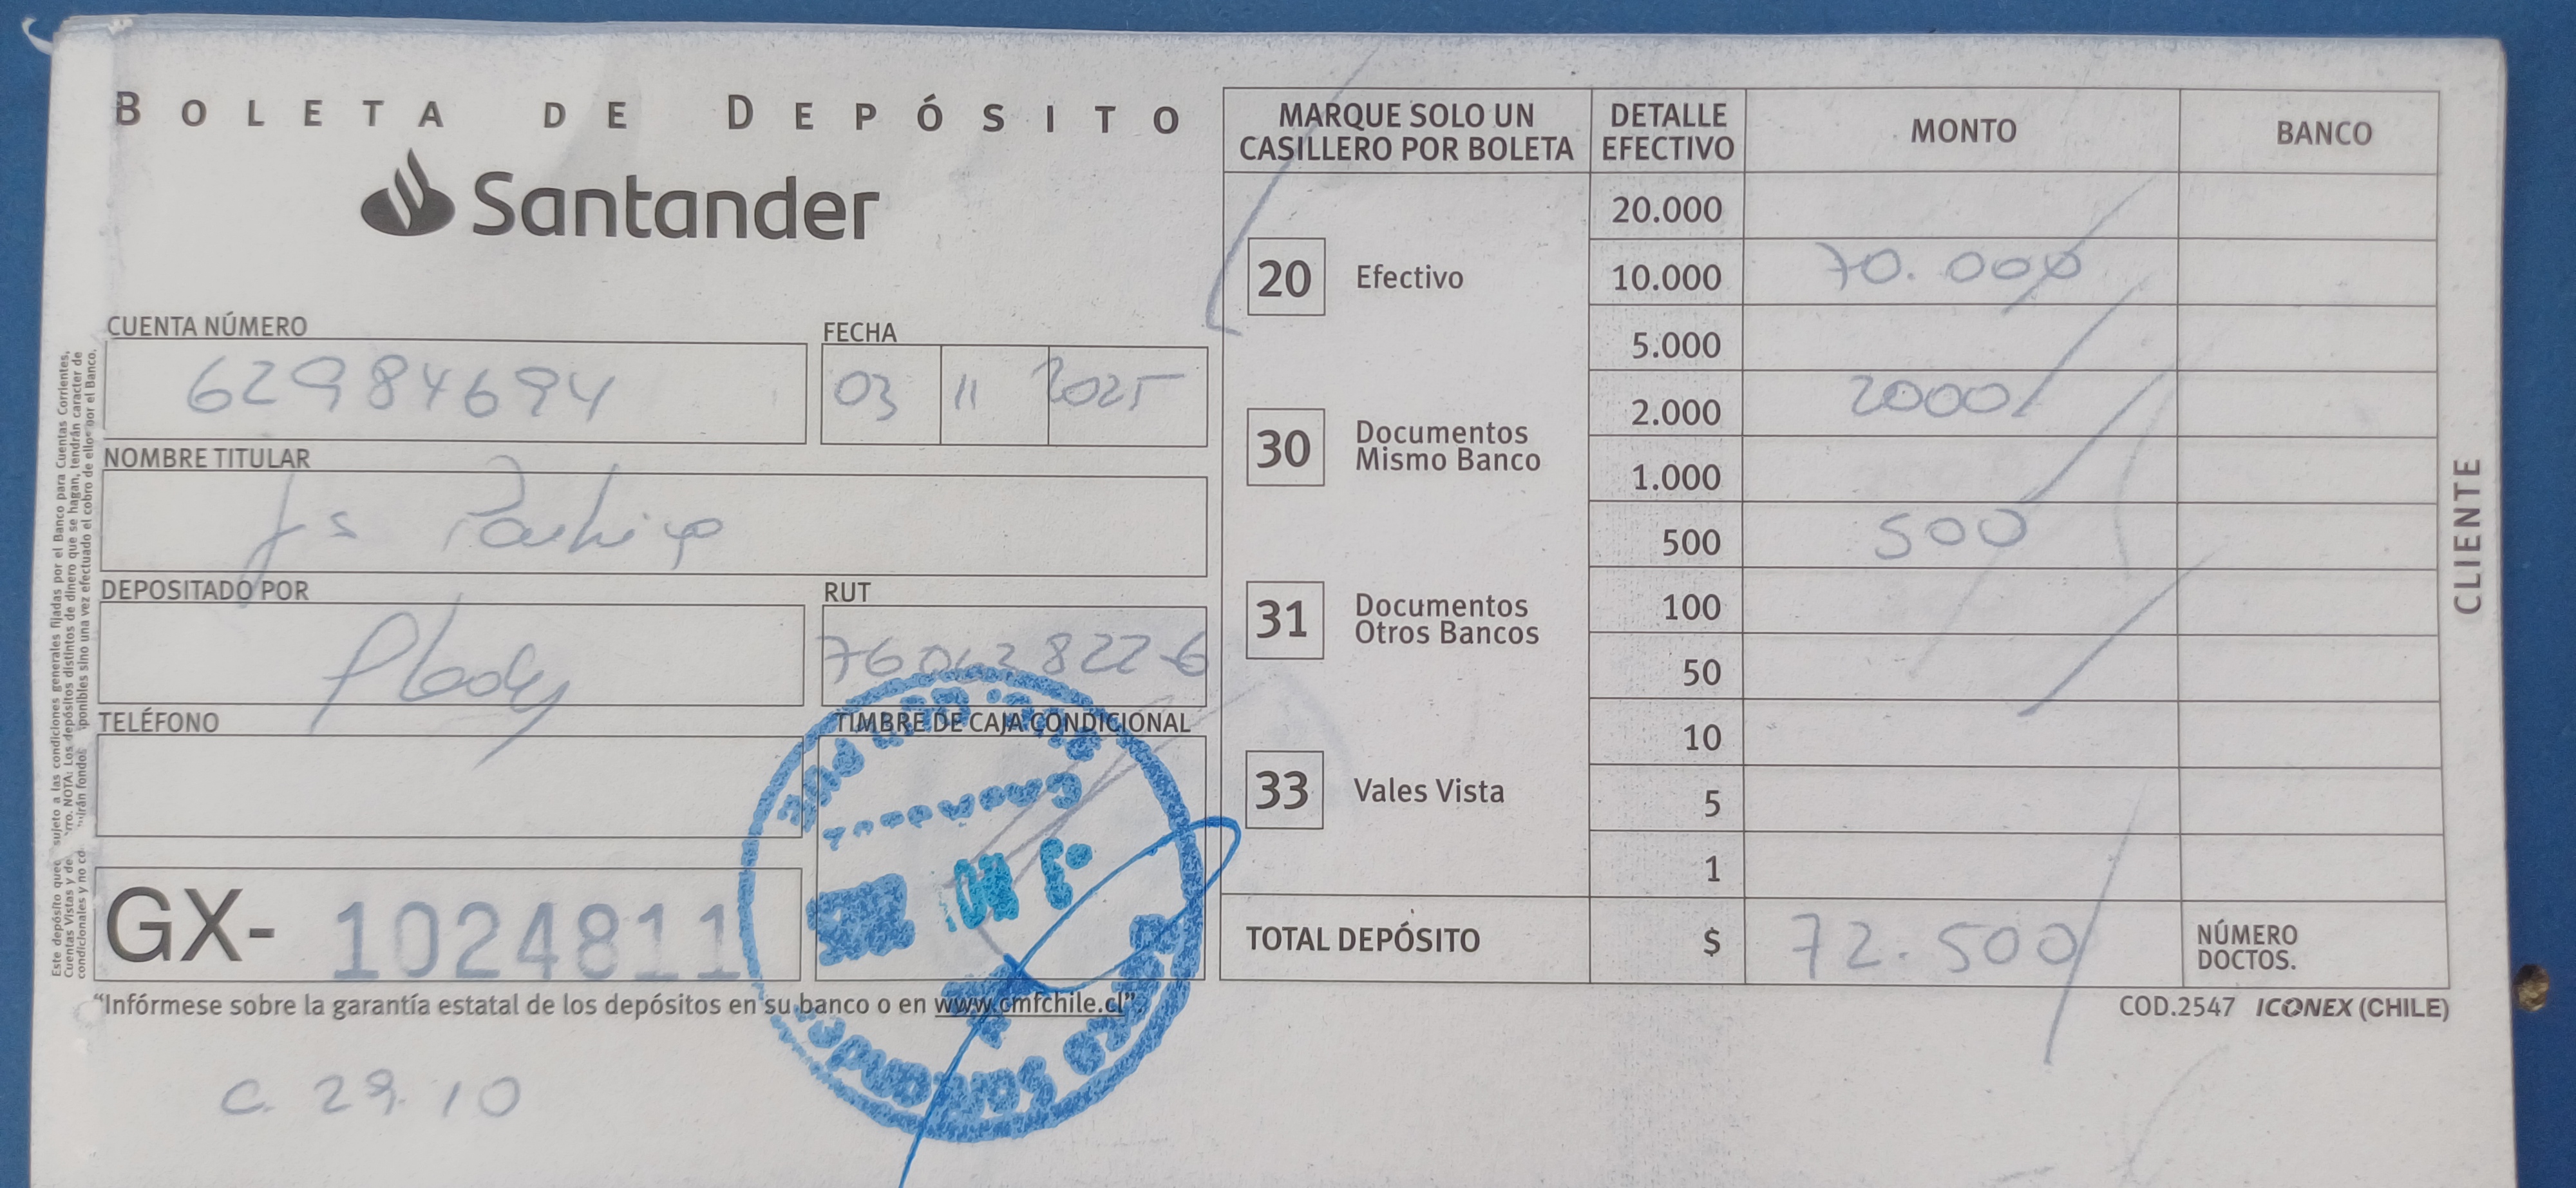 BOLETA DE DEPÓSITO
Santander
CUENTA NÚMERO
62984694
FECHA
03 11 2025
NOMBRE TITULAR
DEPOSITADO POR
RUT
TELÉFONO
TIMBRE DE CAJA CONDICIONAL
GX- 1024811
"Infórmese sobre la garantía estatal de los depósitos en su banco o en www.cmfchile.cl"
C. 29.10
MARQUE SOLO UN CASILLERO POR BOLETA
20 Efectivo
30 Documentos Mismo Banco
31 Documentos Otros Bancos
33 Vales Vista
DETALLE EFECTIVO MONTO BANCO
20.000
10.000 70.000
5.000
2.000 2000
1.000
500 500
100
50
10
5
1
TOTAL DEPÓSITO $ 72.500
NÚMERO DOCTOS.
COD.2547 ICONEX (CHILE)
CLIENTE